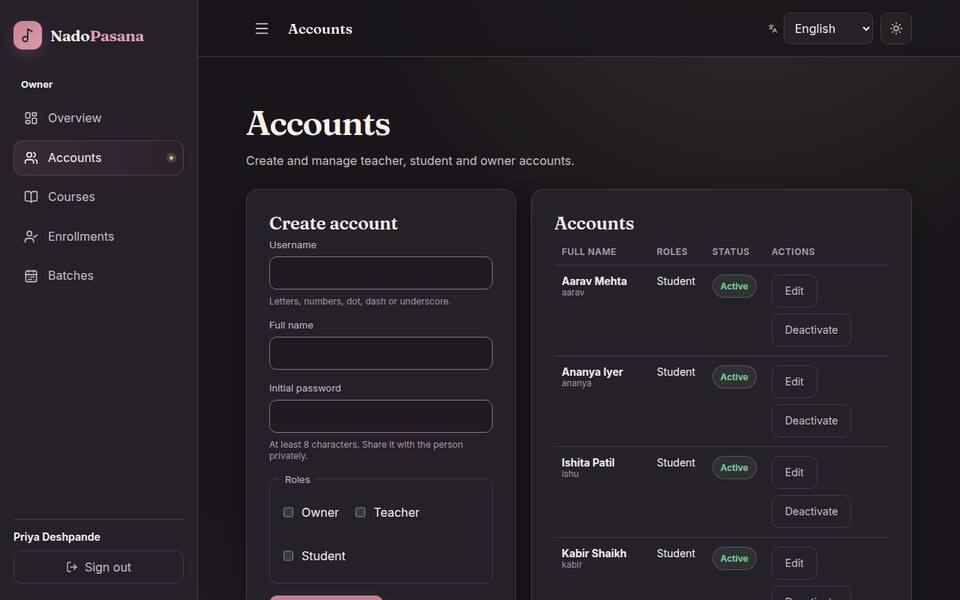 NadoPasana
Owner
Overview
Accounts
Courses
Enrollments
Batches
Priya Deshpande
Sign out
Accounts
English
Accounts
Create and manage teacher, student and owner accounts.
Create account
Username
Letters, numbers, dot, dash or underscore.
Full name
Initial password
At least 8 characters. Share it with the person
privately.
Roles
Owner Teacher
Student
Accounts
FULL NAME ROLES STATUS ACTIONS
Aarav Mehta Student Active Edit
aarav
Deactivate
Ananya Iyer Student Active Edit
ananya
Deactivate
Ishita Patil Student Active Edit
ishu
Deactivate
Kabir Shaikh Student Active Edit
kabir